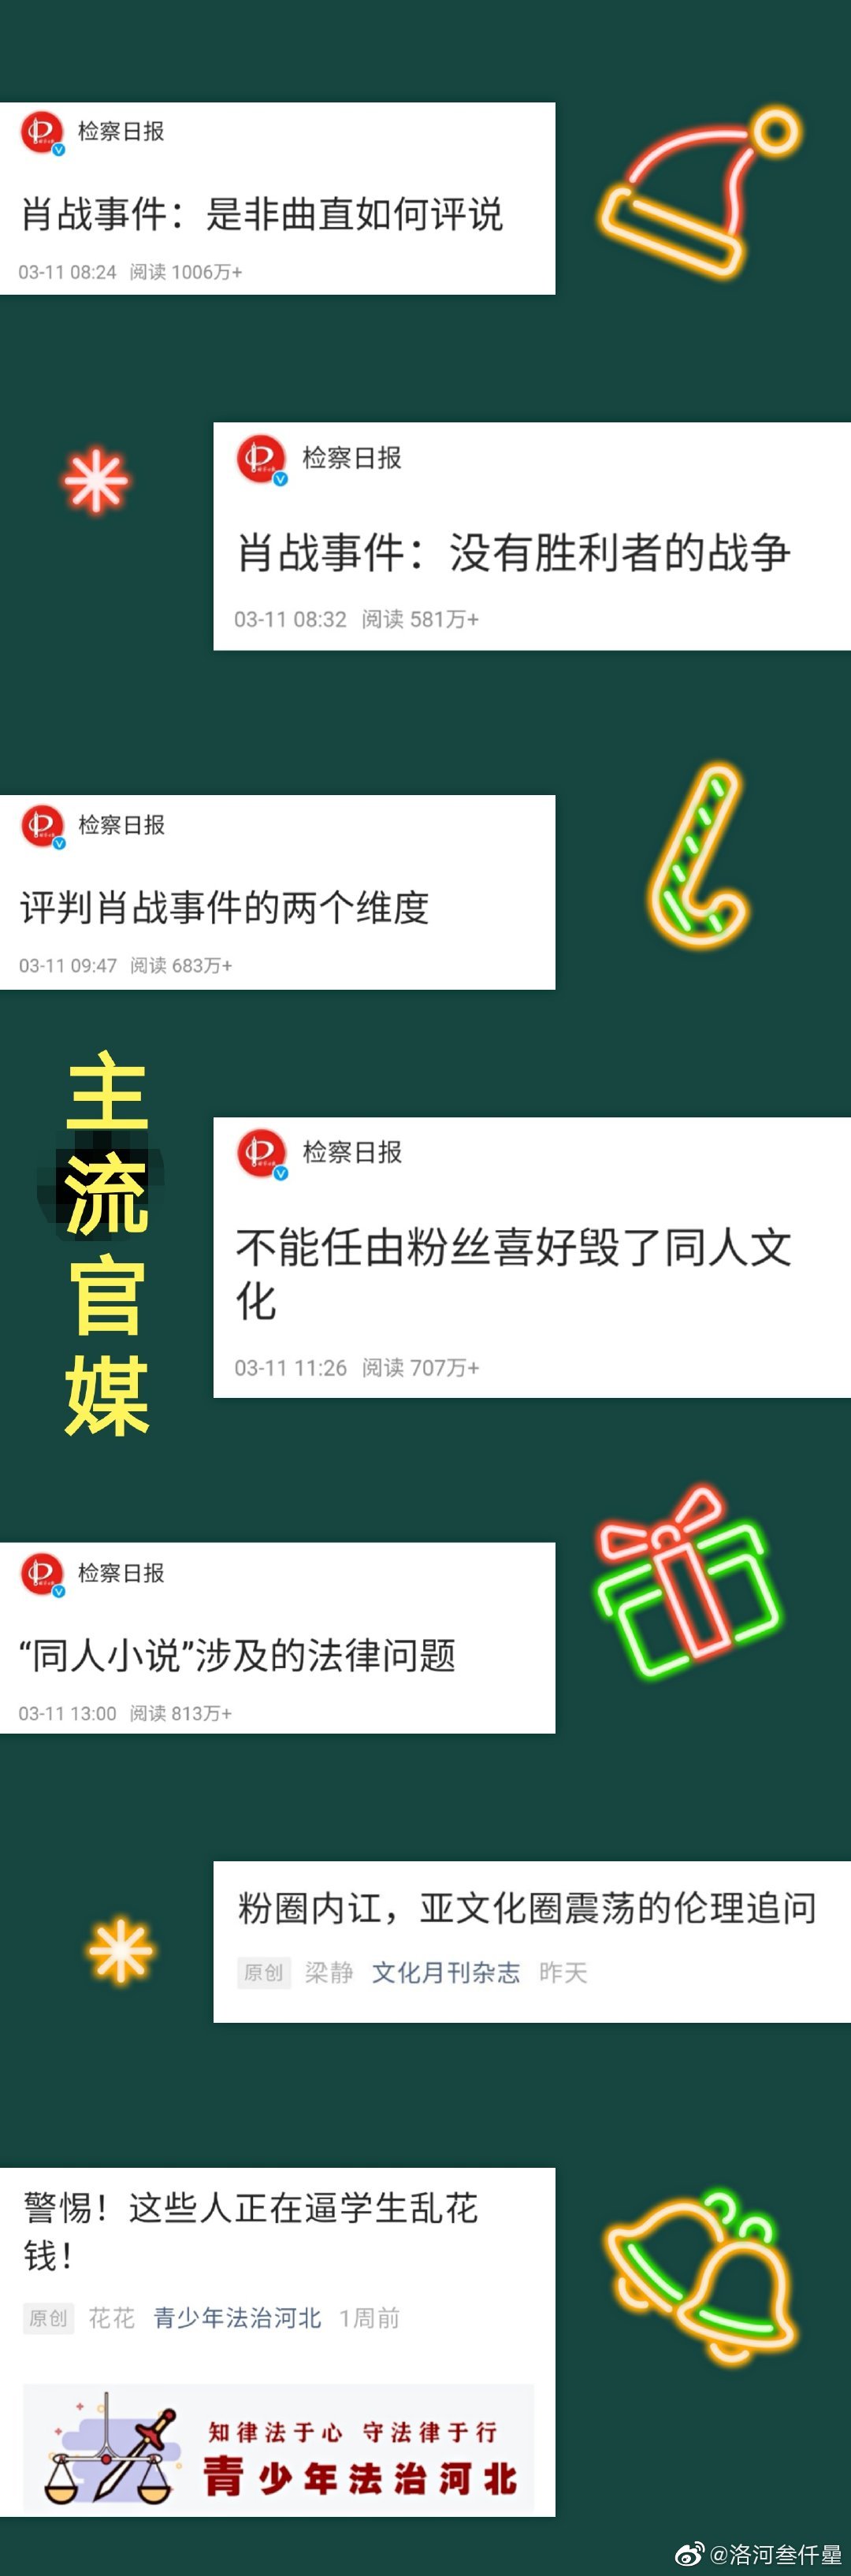 检察日报
肖战事件：是非曲直如何评说
03-11 08:24 阅读 1006万+
检察日报
肖战事件：没有胜利者的战争
03-11 08:32 阅读 581万+
检察日报
评判肖战事件的两个维度
03-11 09:47 阅读 683万+
主流官媒
检察日报
不能任由粉丝喜好毁了同人文
化
03-11 11:26 阅读 707万+
检察日报
“同人小说”涉及的法律问题
03-11 13:00 阅读 813万+
粉圈内讧，亚文化圈震荡的伦理追问
原创 梁静 文化月刊杂志 昨天
警惕！这些人正在逼学生乱花
钱！
原创 花花 青少年法治河北 1周前
知律法于心 守法律于行
青少年法治河北
@洛河叁仟曐